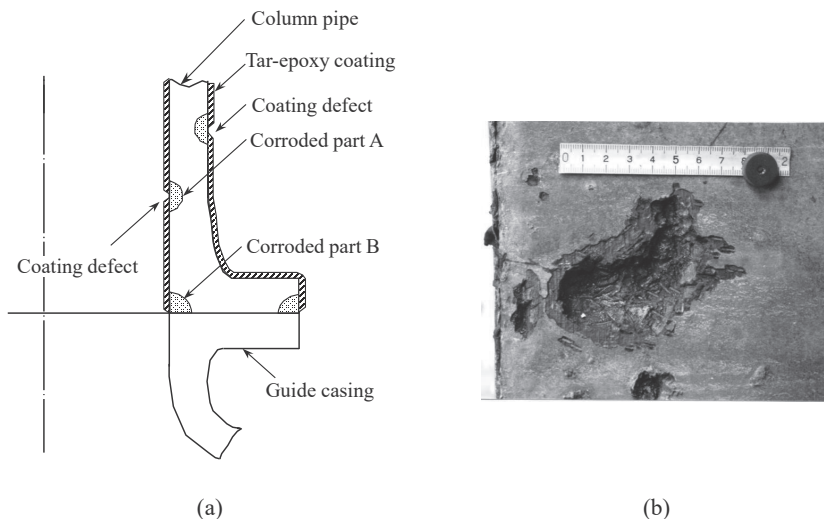 Column pipe
Tar-epoxy coating
Coating defect
Corroded part A
Corroded part B
Coating defect
Guide casing
0 1 2 3 4 5 6 7 8 2
(a)
(b)